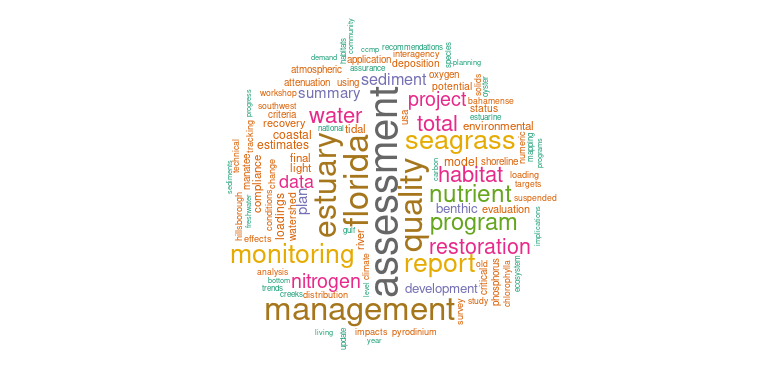 community
habitats
ccmp
recommendations
demand
interagency
species
application
planning
assurance
deposition
atmospheric
sediment
oxygen
attenuation
using
potential
solids
oyster
workshop
summary
project
bahamense
progress
southwest
water
usa
status
criteria
total
estuarine
recovery
national
tidal
environmental
tracking
coastal
seagrass
numeric
mapping
estimates
programs
technical
final
model
shoreline
light
carbon
habitat
loading
sediments
manatee
compliance
change
data
assessment
targets
nutrient
suspended
freshwater
conditions
plan
florida
quality
estuary
benthic
evaluation
hillsborough
loadings
watershed
program
implications
gulf
effects
river
restoration
monitoring
report
old
climate
criticald
phosphorus
chlorophylla
ecosystem
analysis
bottom
nitrogen
level
development
trends
creeks
distribution
management
survey
study
living
update
impacts
pyrodinium
year